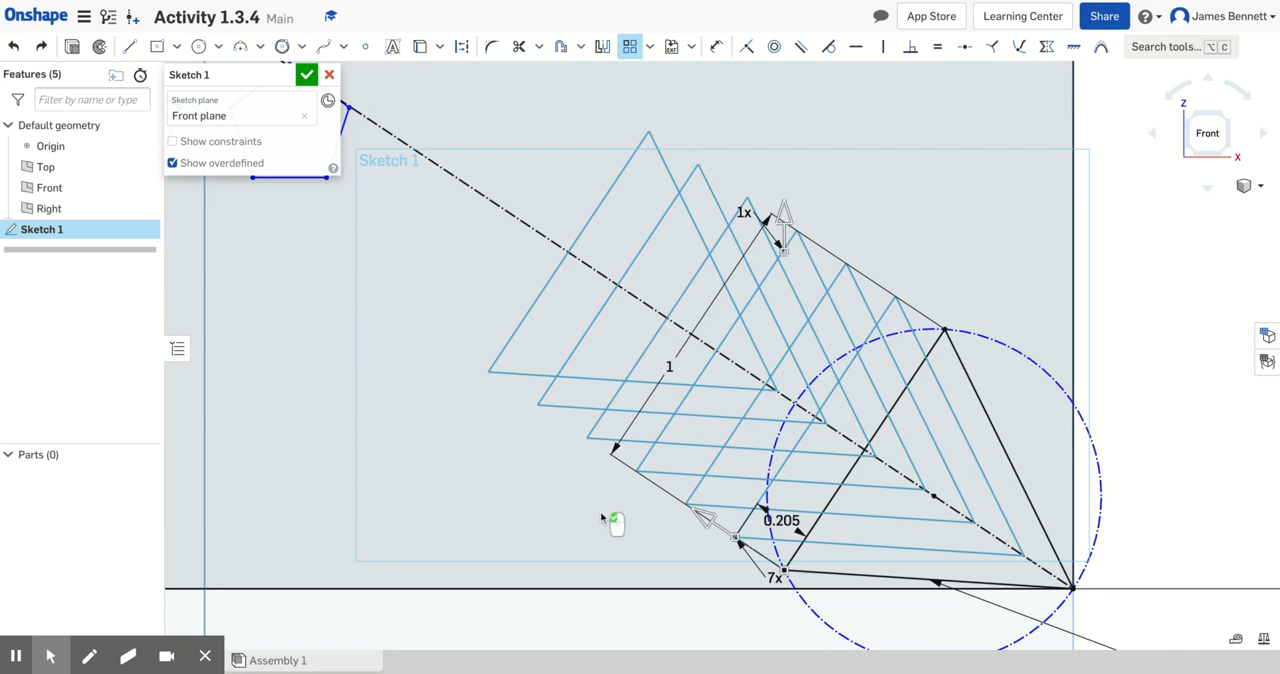 Onshape
Activity 1.3.4 Main
App Store
Learning Center
Share
James Bennett
Search tools... ⌥ C
Features (5)
Filter by name or type
Default geometry
Origin
Top
Front
Right
Sketch 1
Sketch 1
Sketch plane
Front plane
Show constraints
Show overdefined
Sketch 1
1x
1
0.205
7x
Z
Front
X
Parts (0)
Assembly 1